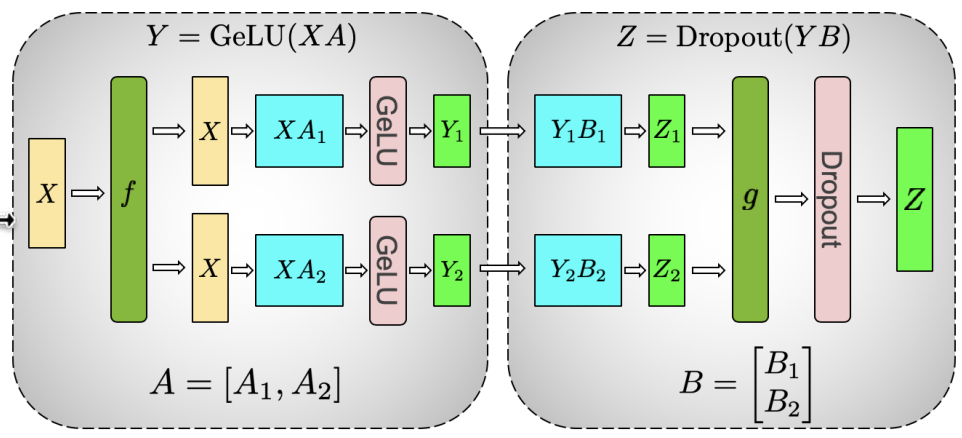 Y = GeLU(XA)
X
f
X
XA₁
GeLU
Y₁
X
XA₂
GeLU
Y₂
A = [A₁, A₂]
Z = Dropout(YB)
Y₁B₁
Z₁
Y₂B₂
Z₂
g
Dropout
Z
B = [B₁
B₂]